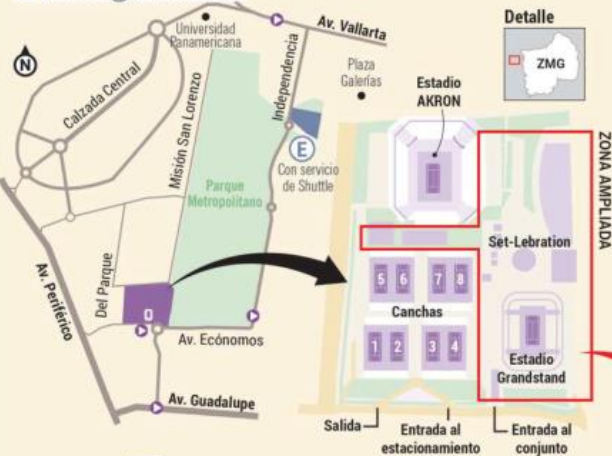 Universidad
Panamericana
Av. Vallarta
N
Calzada Central
Misión San Lorenzo
Independencia
Plaza
Galerías
E
Con servicio
de Shuttle
Parque
Metropolitano
Av. Periférico
Del Parque
0
Av. Ecónomos
Av. Guadalupe
Detalle
ZMG
Estadio
AKRON
ZONA AMPLIADA
Set-Lebration
5 6 7 8
Canchas
1 2 3 4
Estadio
Grandstand
Salida
Entrada al
estacionamiento
Entrada al
conjunto